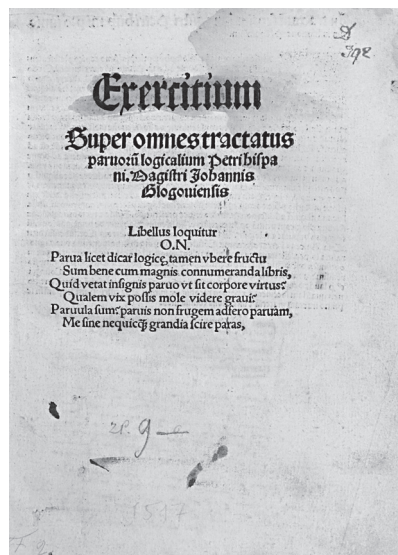 Exercitium
Super omnes tractatus
paruorū logicalium Petri hispa
ni. Magistri Johannis
Glogouiensis
Libellus loquitur
O.N.
Parua licet dicar logicę, tamen vbere fructu
Sum bene cum magnis connumeranda libris,
Quid vetat insignis paruo vt sit corpore virtus?
Qualem vix possis mole videre graui?
Paruula sum? paruis non frugem adfero paruam,
Me sine nequicq̃ grandia scire paras,
9